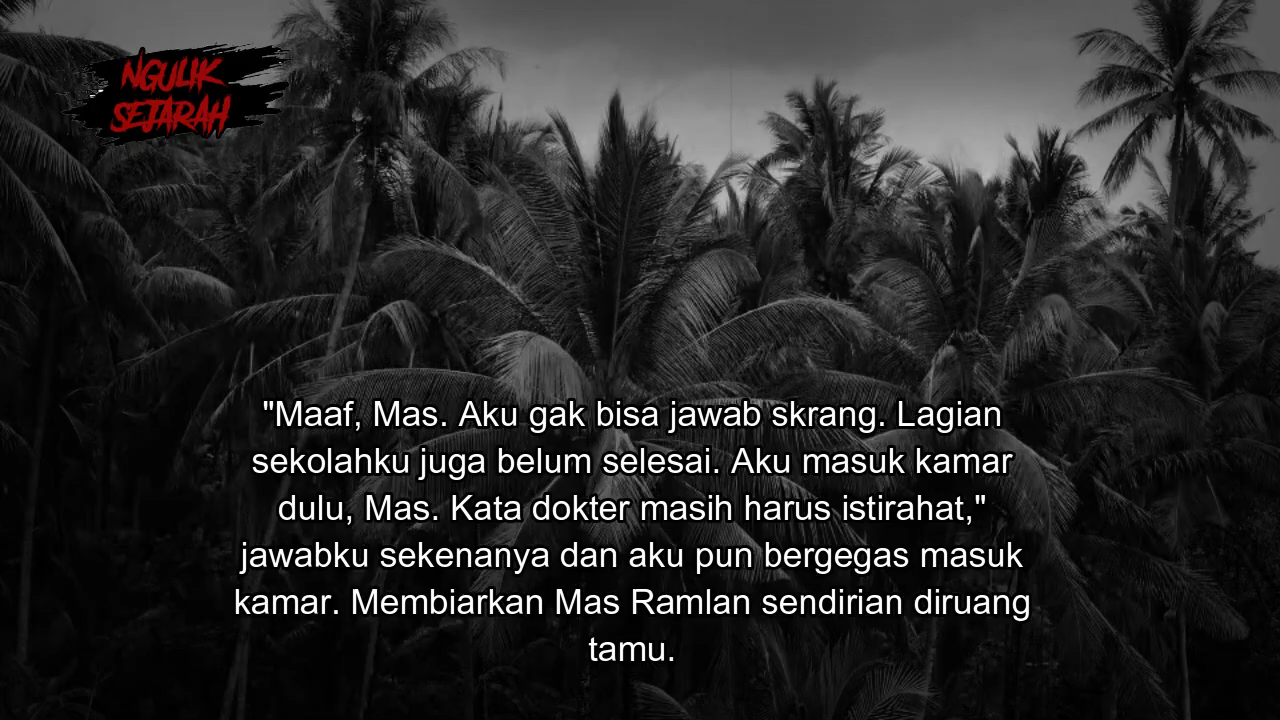 NGULIK
SEJARAH
"Maaf, Mas. Aku gak bisa jawab skrang. Lagian
sekolahku juga belum selesai. Aku masuk kamar
dulu, Mas. Kata dokter masih harus istirahat,"
jawabku sekenanya dan aku pun bergegas masuk
kamar. Membiarkan Mas Ramlan sendirian diruang
tamu.